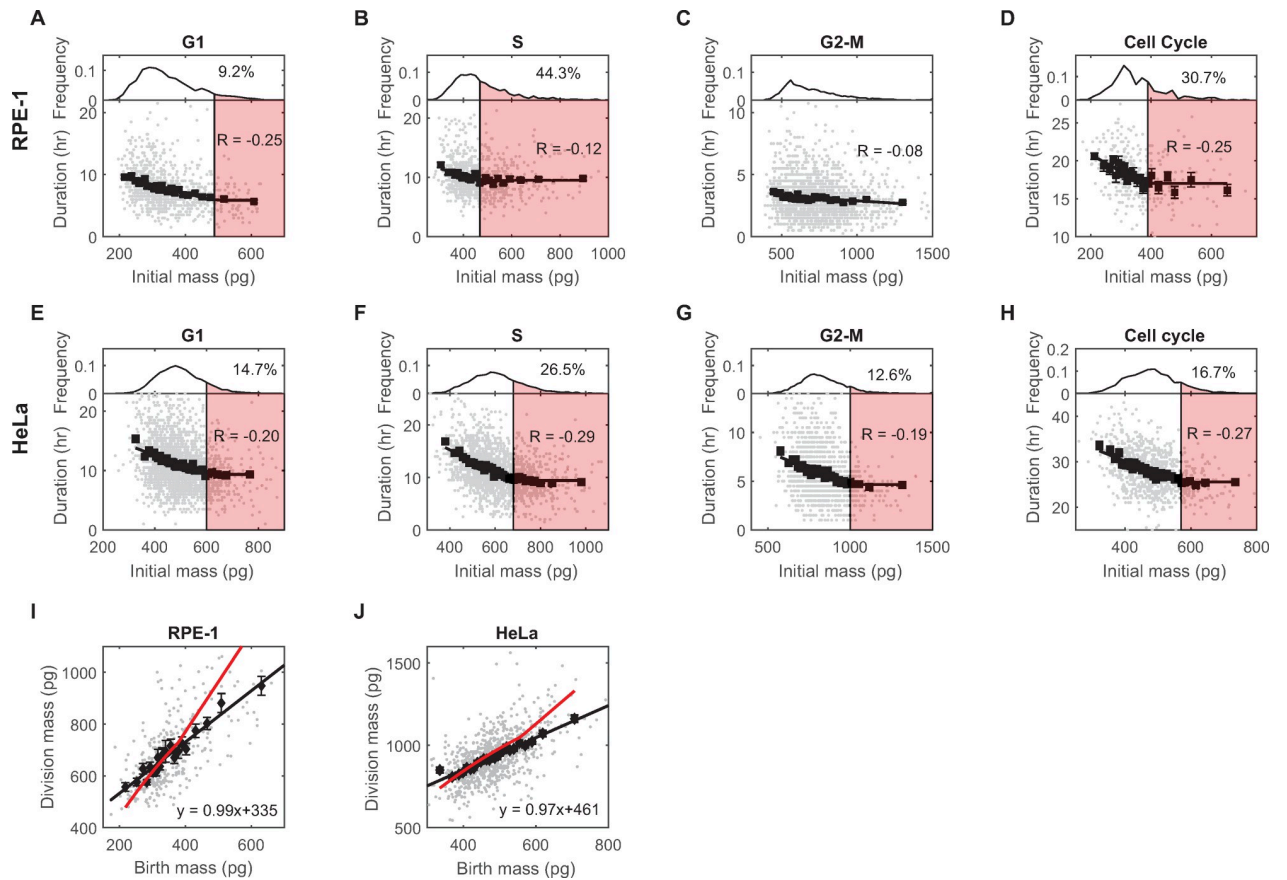 A
B
C
D
G1
S
G2-M
Cell Cycle
RPE-1
Frequency
0.1
0
9.2%
Frequency
0.1
0
44.3%
Frequency
0.1
0
Frequency
0.1
0
30.7%
Duration (hr)
20
10
0
R = -0.25
200 400 600
Initial mass (pg)
Duration (hr)
20
10
0
R = -0.12
400 600 800 1000
Initial mass (pg)
Duration (hr)
10
5
0
R = -0.08
500 1000 1500
Initial mass (pg)
Duration (hr)
25
20
15
10
R = -0.25
200 400 600
Initial mass (pg)
E
F
G
H
G1
S
G2-M
Cell cycle
HeLa
Frequency
0.1
0
14.7%
Frequency
0.1
0
26.5%
Frequency
0.1
0
12.6%
Frequency
0.2
0.1
0
16.7%
Duration (hr)
20
10
0
R = -0.20
200 400 600 800
Initial mass (pg)
Duration (hr)
20
10
0
R = -0.29
400 600 800 1000
Initial mass (pg)
Duration (hr)
10
5
0
R = -0.19
500 1000 1500
Initial mass (pg)
Duration (hr)
40
30
20
R = -0.27
400 600 800
Initial mass (pg)
I
J
RPE-1
HeLa
Division mass (pg)
1000
800
600
400
y = 0.99x+335
200 400 600
Birth mass (pg)
Division mass (pg)
1500
1000
500
y = 0.97x+461
400 600 800
Birth mass (pg)